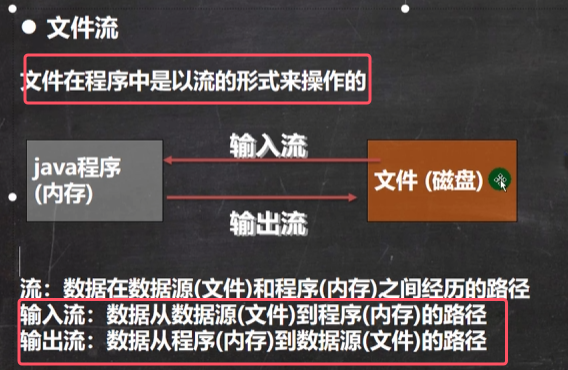 ● 文件流
文件在程序中是以流的形式来操作的
输入流
java程序
(内存)
文件 (磁盘)
输出流
流：数据在数据源(文件)和程序(内存)之间经历的路径
输入流：数据从数据源(文件)到程序(内存)的路径
输出流：数据从程序(内存)到数据源(文件)的路径